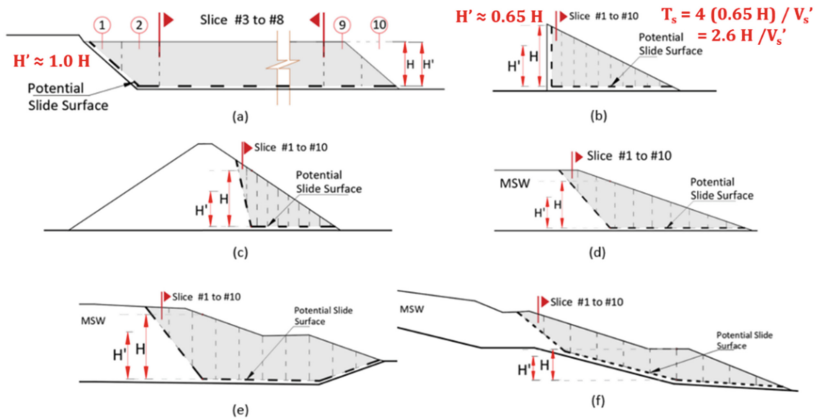 1 2 Slice #3 to #8 9 10
H′ ≈ 1.0 H
H H'
Potential
Slide Surface
(a)
H′ ≈ 0.65 H
Slice #1 to #10
Tₛ = 4 (0.65 H) / Vₛ′
= 2.6 H /Vₛ′
H' H
Potential
Slide Surface
(b)
Slice #1 to #10
Potential
Slide Surface
H' H
(c)
Slice #1 to #10
MSW
Potential
Slide Surface
H' H
(d)
Slice #1 to #10
MSW
Potential Slide
Surface
H' H
(e)
Slice #1 to #10
MSW
Potential Slide
Surface
H' H
(f)